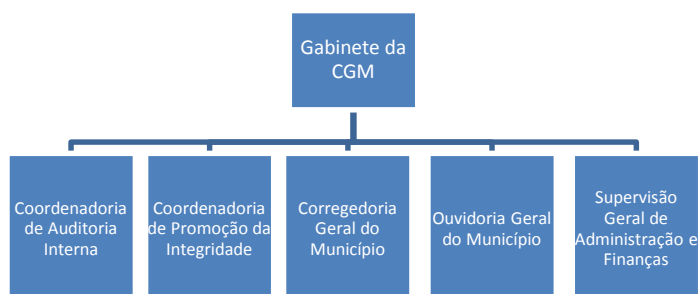 Gabinete da
CGM
Coordenadoria
de Auditoria
Interna
Coordenadoria
de Promoção da
Integridade
Corregedoria
Geral do
Município
Ouvidoria Geral
do Município
Supervisão
Geral de
Administração e
Finanças